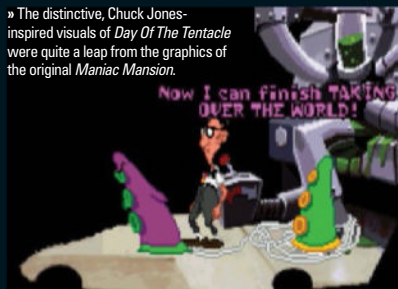 » The distinctive, Chuck Jones-
inspired visuals of Day Of The Tentacle
were quite a leap from the graphics of
the original Maniac Mansion.
Now I can finish TAKING
OVER THE WORLD!